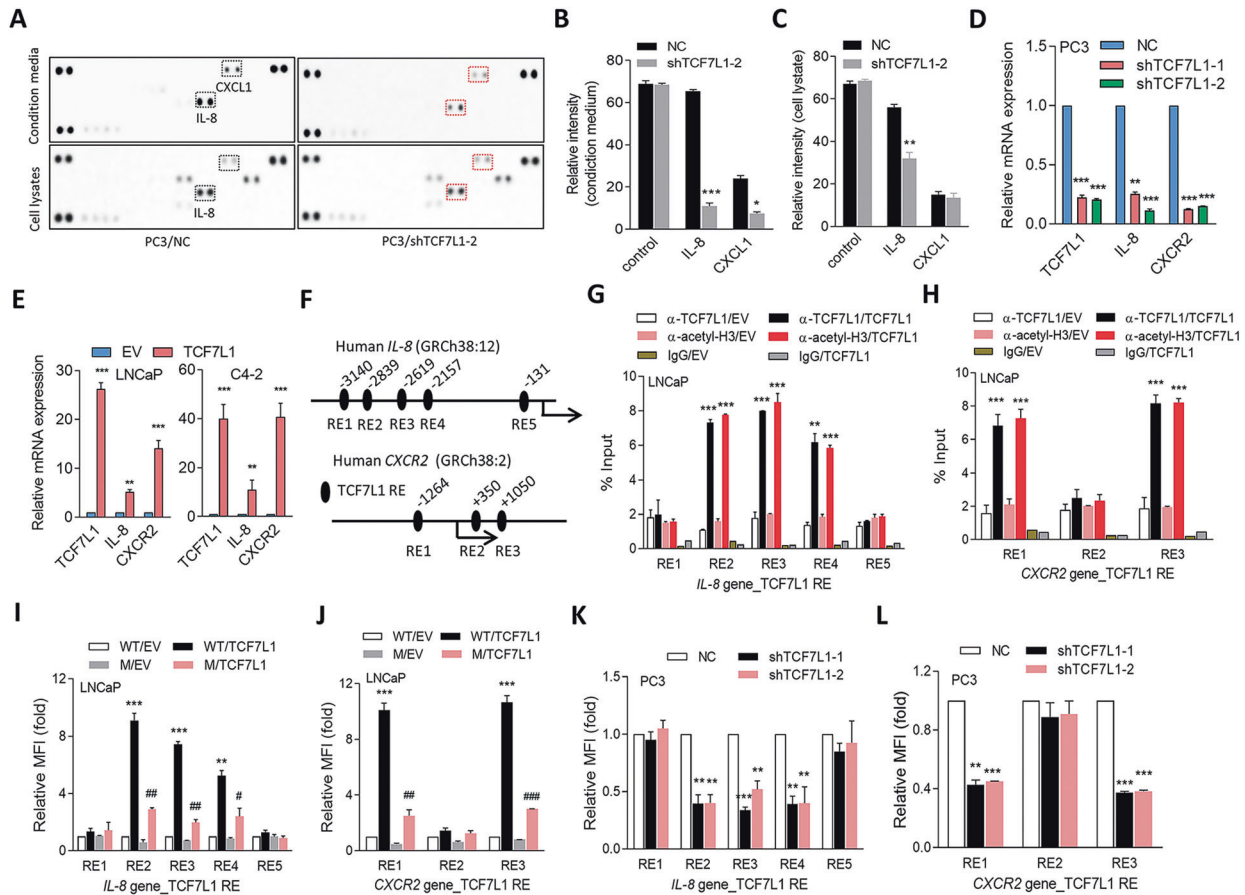 A
Condition media
CXCL1
IL-8
Cell lysates
IL-8
PC3/NC
PC3/shTCF7L1-2
B
NC
shTCF7L1-2
Relative intensity
(condiction medium)
80
60
40
20
0
***
*
control
IL-8
CXCL1
C
NC
shTCF7L1-2
Relative intensity (cell lystate)
100
80
60
40
20
0
**
control
IL-8
CXCL1
D
PC3
NC
shTCF7L1-1
shTCF7L1-2
Relative mRNA expression
1.5
1.0
0.5
0.0
*** *** ** *** *** ***
TCF7L1
IL-8
CXCR2
E
EV
TCF7L1
Relative mRNA expression
LNCaP
30
20
10
0
*** ** ***
TCF7L1
IL-8
CXCR2
C4-2
60
40
20
0
*** ** ***
TCF7L1
IL-8
CXCR2
F
Human IL-8 (GRCh38:12)
-3140 -2839 -2619 -2157 -131
RE1 RE2 RE3 RE4 RE5
Human CXCR2 (GRCh38:2)
TCF7L1 RE
-1264 +350 +1050
RE1 RE2 RE3
G
α-TCF7L1/EV α-TCF7L1/TCF7L1
α-acetyl-H3/EV α-acetyl-H3/TCF7L1
IgG/EV IgG/TCF7L1
LNCaP
% Input
10
8
6
4
2
0
*** *** *** *** ** ***
RE1 RE2 RE3 RE4 RE5
IL-8 gene_TCF7L1 RE
H
α-TCF7L1/EV α-TCF7L1/TCF7L1
α-acetyl-H3/EV α-acetyl-H3/TCF7L1
IgG/EV IgG/TCF7L1
LNCaP
% Input
10
8
6
4
2
0
*** *** *** ***
RE1 RE2 RE3
CXCR2 gene_TCF7L1 RE
I
WT/EV WT/TCF7L1
M/EV M/TCF7L1
LNCaP
Relative MFI (fold)
12
9
6
3
0
*** ## *** ## ** #
RE1 RE2 RE3 RE4 RE5
IL-8 gene_TCF7L1 RE
J
WT/EV WT/TCF7L1
M/EV M/TCF7L1
LNCaP
Relative MFI (fold)
12
9
6
3
0
*** ## *** ###
RE1 RE2 RE3
CXCR2 gene_TCF7L1 RE
K
NC shTCF7L1-1
shTCF7L1-2
PC3
Relative MFI (fold)
1.5
1.0
0.5
0.0
** ** *** ** ** **
RE1 RE2 RE3 RE4 RE5
IL-8 gene_TCF7L1 RE
L
NC shTCF7L1-1
shTCF7L1-2
PC3
Relative MFI (fold)
1.2
0.8
0.4
0.0
** *** *** ***
RE1 RE2 RE3
CXCR2 gene_TCF7L1 RE